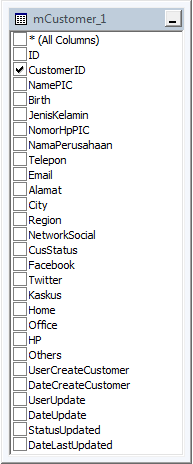 mCustomer_1
* (All Columns)
ID
CustomerID
NamePIC
Birth
JenisKelamin
NomorHpPIC
NamaPerusahaan
Telepon
Email
Alamat
City
Region
NetworkSocial
CusStatus
Facebook
Twitter
Kaskus
Home
Office
HP
Others
UserCreateCustomer
DateCreateCustomer
UserUpdate
DateUpdate
StatusUpdated
DateLastUpdated